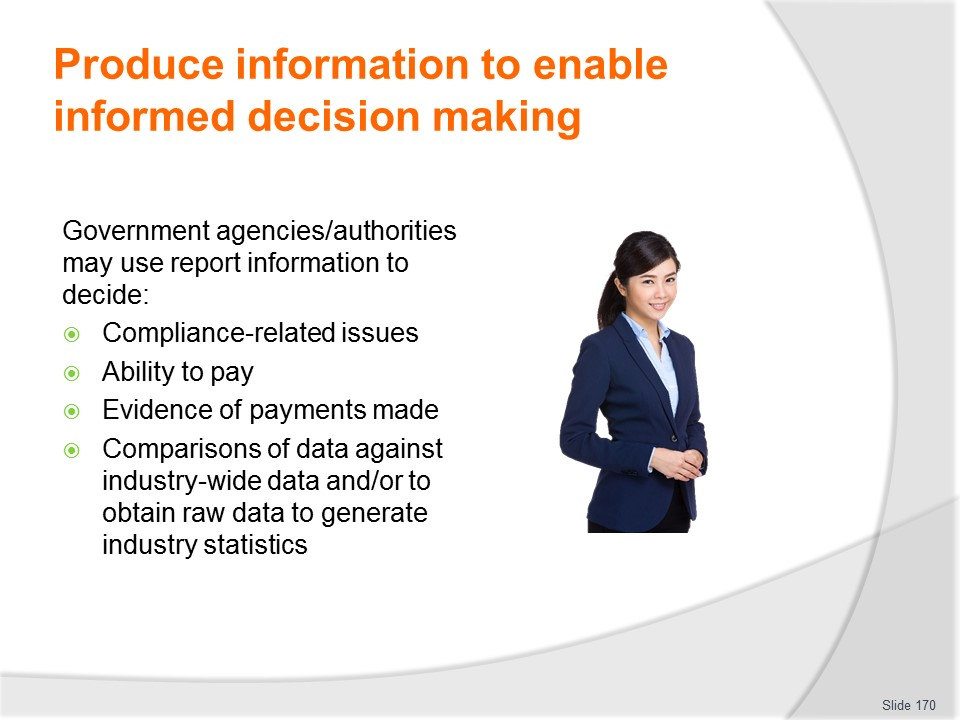 Produce information to enable
informed decision making
Government agencies/authorities
may use report information to
decide:
Compliance-related issues
Ability to pay
Evidence of payments made
Comparisons of data against
industry-wide data and/or to
obtain raw data to generate
industry statistics
Slide 170